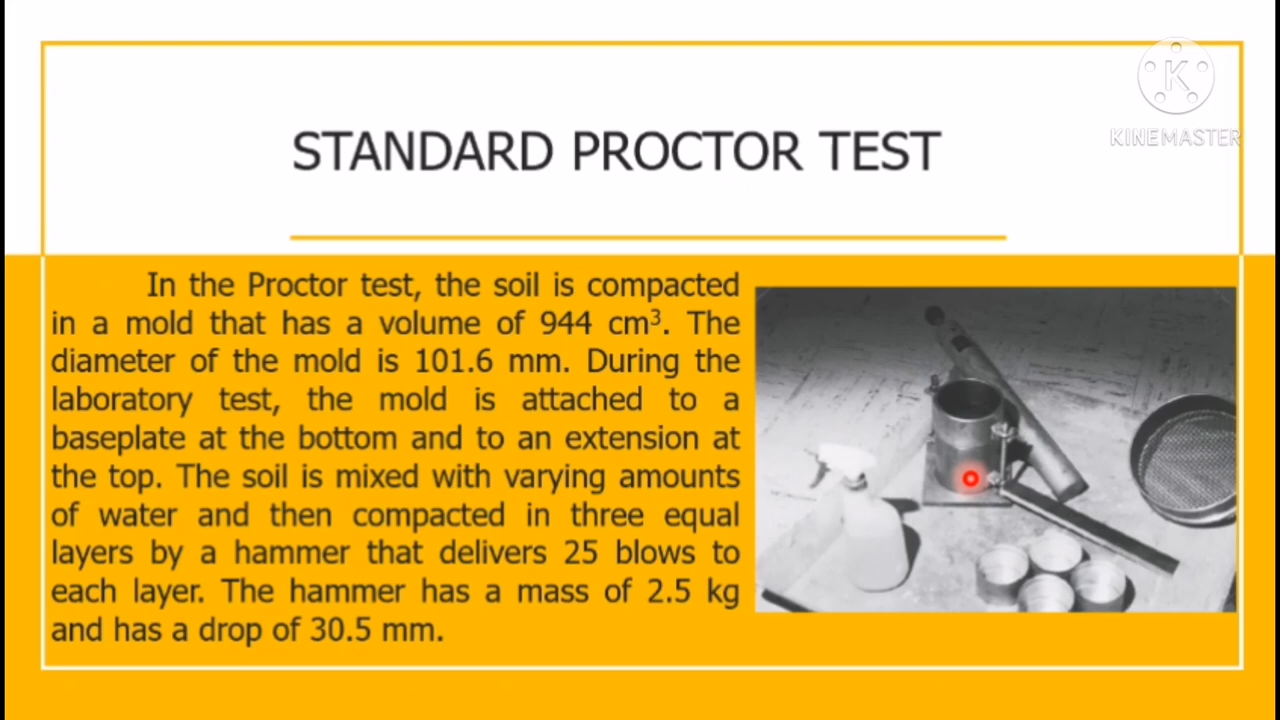 K
KINEMASTER
STANDARD PROCTOR TEST
In the Proctor test, the soil is compacted
in a mold that has a volume of 944 cm³. The
diameter of the mold is 101.6 mm. During the
laboratory test, the mold is attached to a
baseplate at the bottom and to an extension at
the top. The soil is mixed with varying amounts
of water and then compacted in three equal
layers by a hammer that delivers 25 blows to
each layer. The hammer has a mass of 2.5 kg
and has a drop of 30.5 mm.